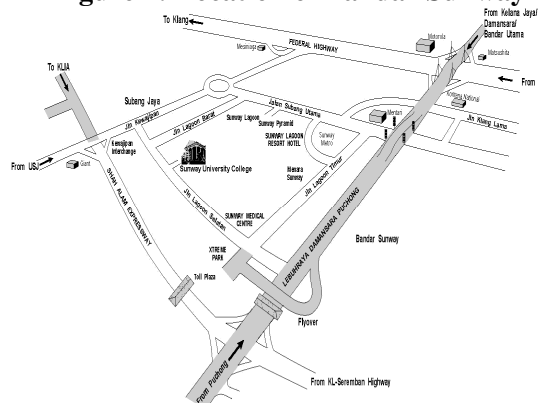 To Klang
From Kelana Jaya/
Damansara/
Bandar Utama
Motorola
FEDERAL HIGHWAY
Mesiniaga
Matsushita
To KLIA
From
Subang Jaya
Jln Kewajipan
Jln Lagoon Barat
Jalan Subang Utama
Mentari
Jln Klang Lama
Sunway Lagoon
Sunway Pyramid
SUNWAY LAGOON
RESORT HOTEL
Sunway
Metro
Kewajipan
Interchange
From USJ
Giant
Sunway University College
Menara
Sunway
Jln Lagoon Timur
SHAH ALAM EXPRESSWAY
Jln Lagoon Selatan
SUNWAY MEDICAL
CENTRE
LEBUHRAYA DAMANSARA PUCHONG
Bandar Sunway
XTREME
PARK
Toll Plaza
Flyover
From Puchong
From KL-Seremban Highway